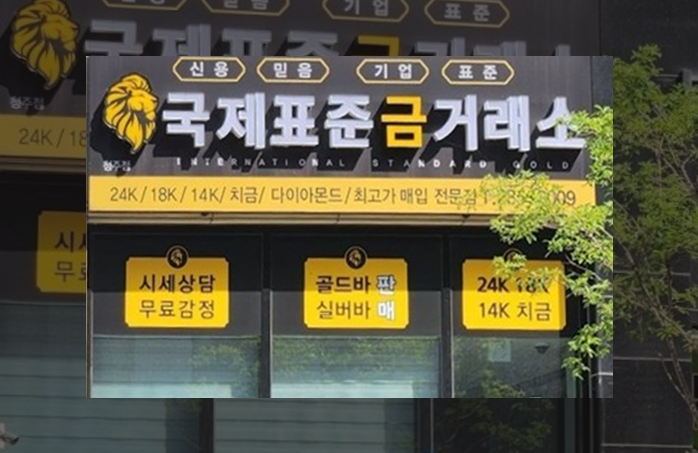 신용 믿음 기업 표준
국제표준금거래소
청주점
INTERNATIONAL STANDARD GOLD
24K/18K/14K/치금/다이아몬드/최고가 매입 전문점
시세상담
무료감정
골드바 판
실버바 매
24K 18K
14K 치금